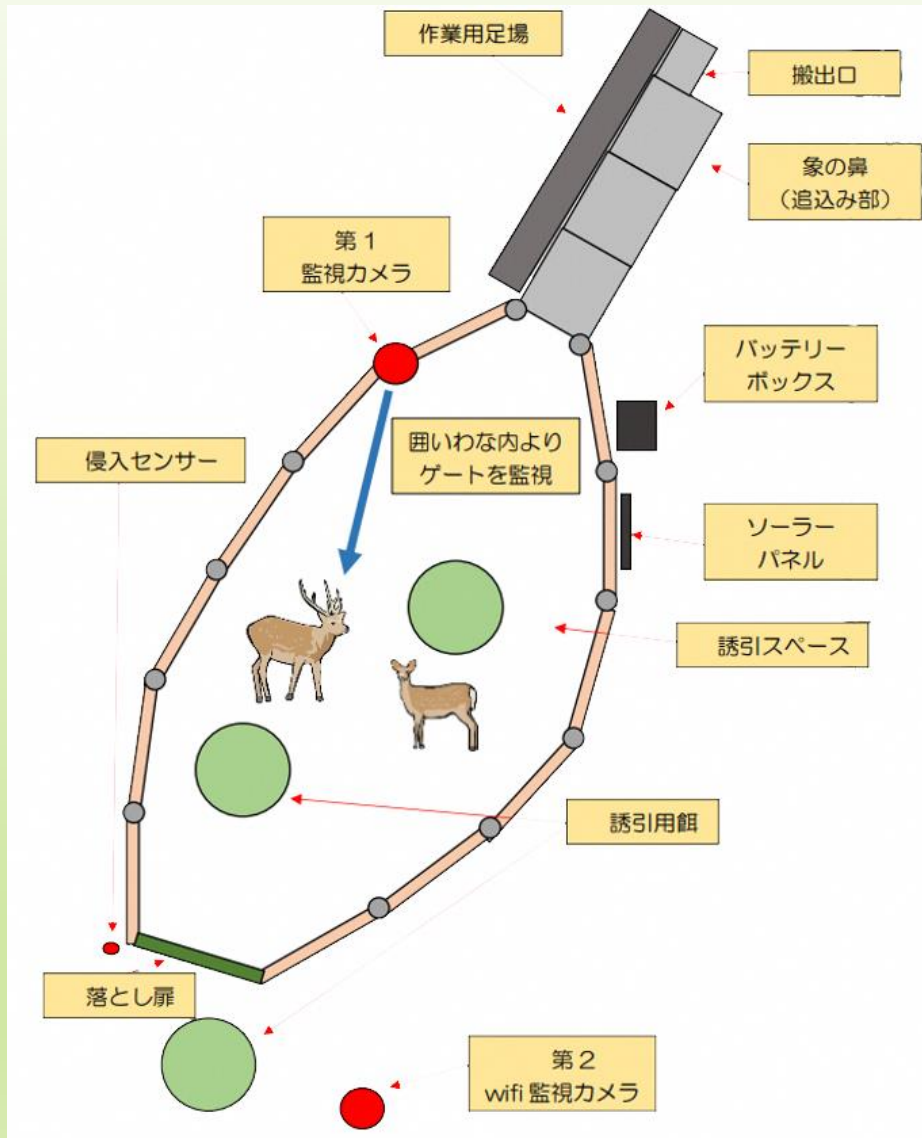 作業用足場
搬出口
象の鼻
(追込み部)
第1
監視カメラ
バッテリー
ボックス
囲いわな内より
ゲートを監視
侵入センサー
ソーラー
パネル
誘引スペース
誘引用餌
落とし扉
第2
wifi監視カメラ